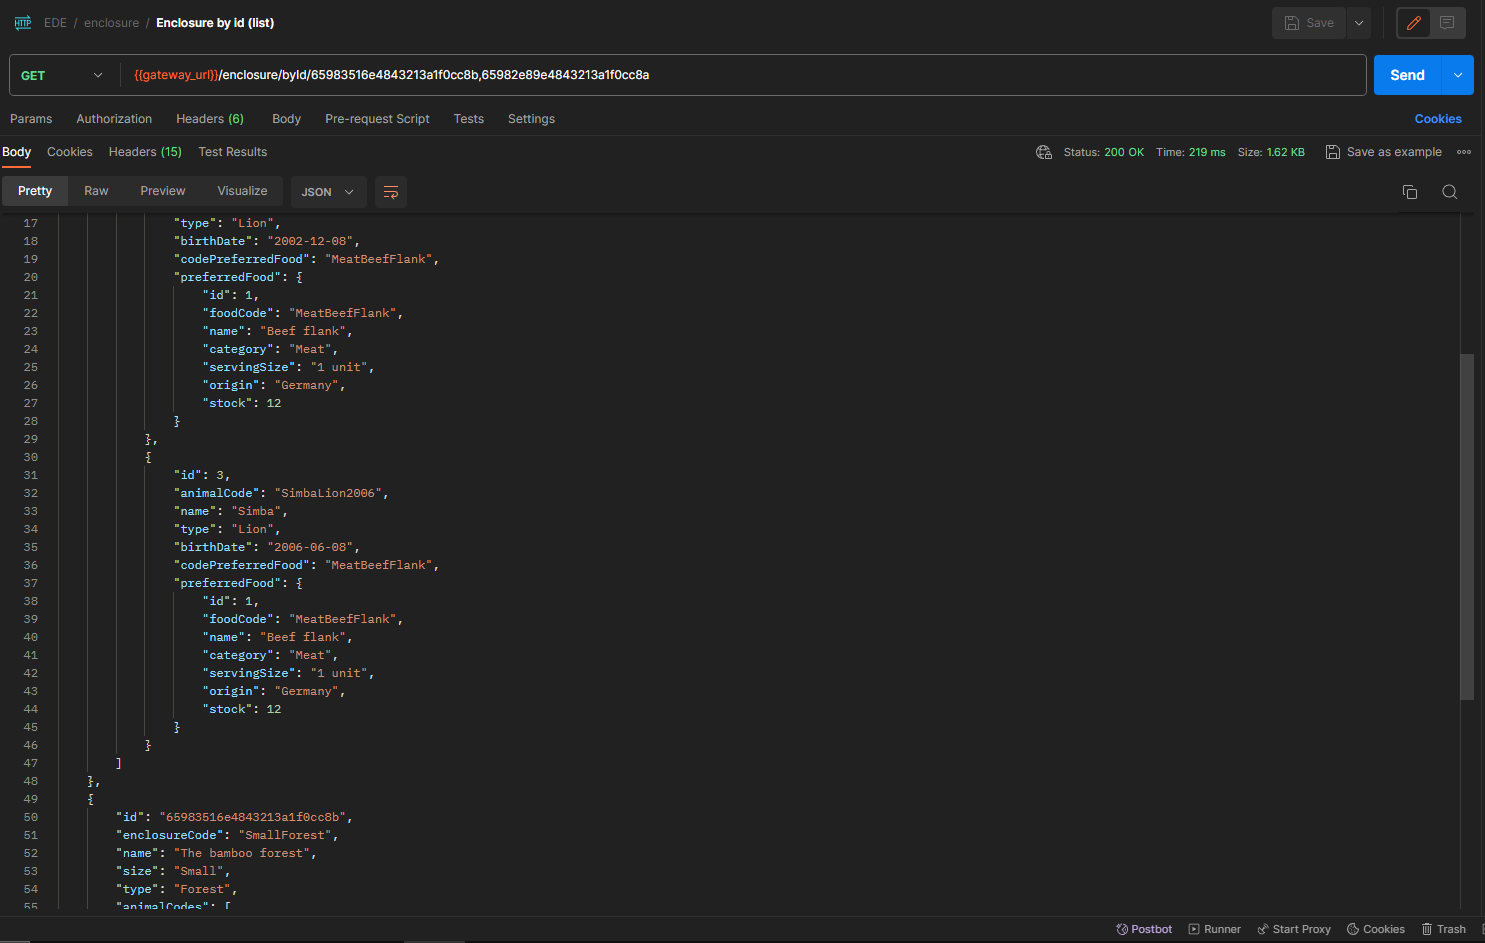 HTTP EDE / enclosure / Enclosure by id (list) Save
GET {{gateway_url}}/enclosure/byId/65983516e4843213a1f0cc8b,65982e89e4843213a1f0cc8a Send
Params Authorization Headers (6) Body Pre-request Script Tests Settings Cookies
Body Cookies Headers (15) Test Results Status: 200 OK Time: 219 ms Size: 1.62 KB Save as example
Pretty Raw Preview Visualize JSON
17 "type": "Lion",
18 "birthDate": "2002-12-08",
19 "codePreferredFood": "MeatBeefFlank",
20 "preferredFood": {
21 "id": 1,
22 "foodCode": "MeatBeefFlank",
23 "name": "Beef flank",
24 "category": "Meat",
25 "servingSize": "1 unit",
26 "origin": "Germany",
27 "stock": 12
28 }
29 },
30 {
31 "id": 3,
32 "animalCode": "SimbaLion2006",
33 "name": "Simba",
34 "type": "Lion",
35 "birthDate": "2006-06-08",
36 "codePreferredFood": "MeatBeefFlank",
37 "preferredFood": {
38 "id": 1,
39 "foodCode": "MeatBeefFlank",
40 "name": "Beef flank",
41 "category": "Meat",
42 "servingSize": "1 unit",
43 "origin": "Germany",
44 "stock": 12
45 }
46 }
47 ]
48 },
49 {
50 "id": "65983516e4843213a1f0cc8b",
51 "enclosureCode": "SmallForest",
52 "name": "The bamboo forest",
53 "size": "Small",
54 "type": "Forest",
55 "animalCodes": [
Postbot Runner Start Proxy Cookies Trash